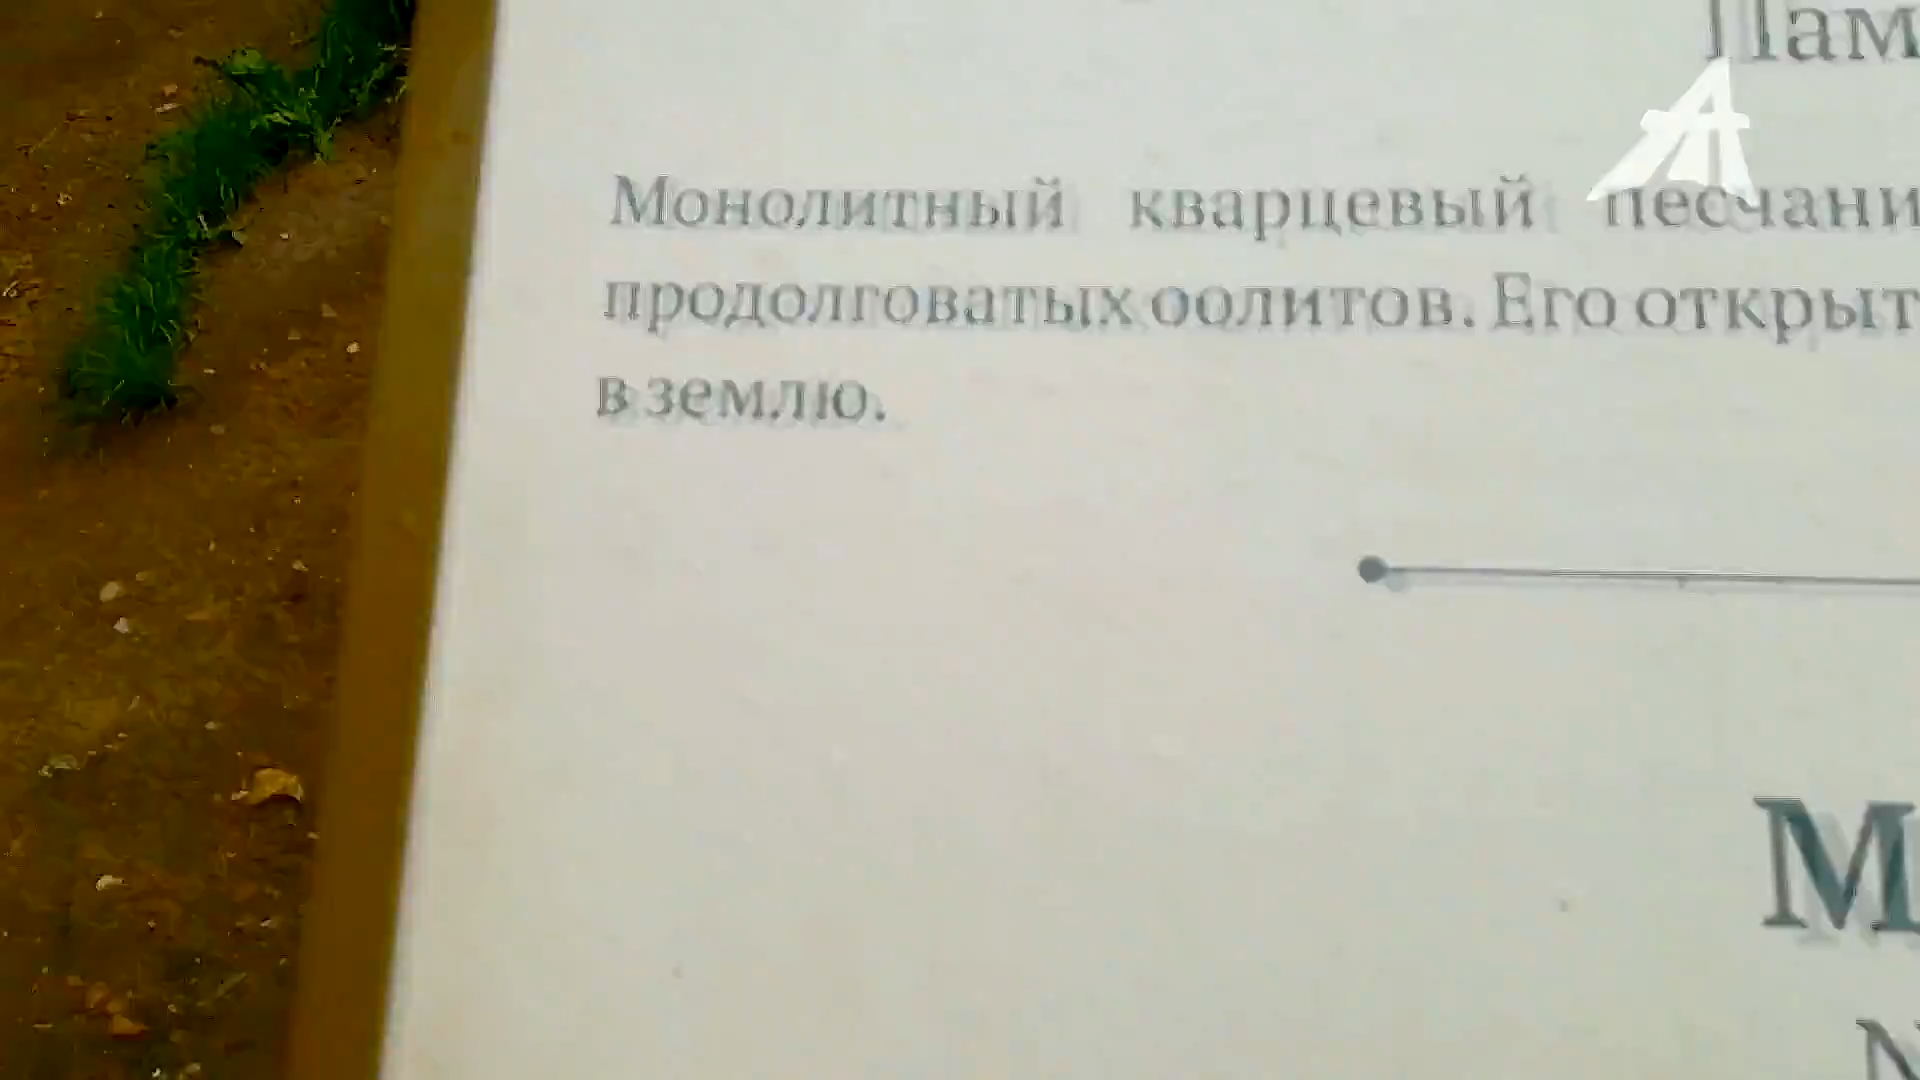 Пам
Монолитный кварцевый песчани
продолговатых оолитов. Его открыт
в землю.
М